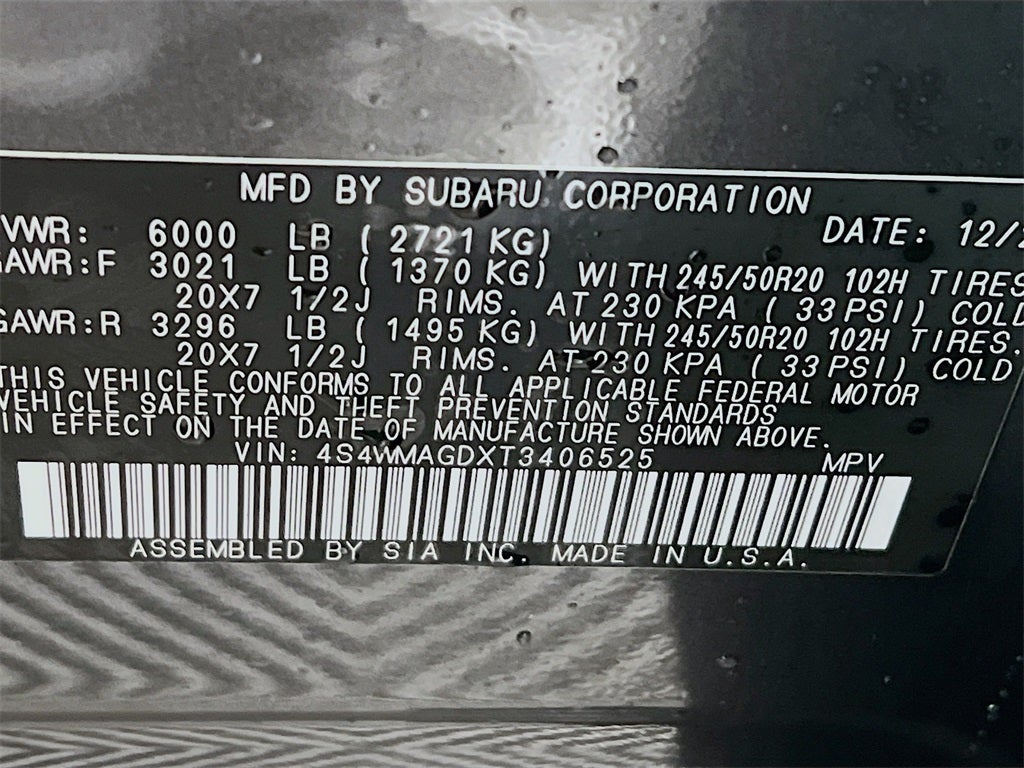 MFD BY SUBARU CORPORATION
VWR: 6000 LB ( 2721 KG) DATE: 12/2
GAWR:F 3021 LB ( 1370 KG) WITH 245/50R20 102H TIRES
20X7 1/2J RIMS. AT 230 KPA ( 33 PSI) COLD
GAWR:R 3296 LB ( 1495 KG) WITH 245/50R20 102H TIRES.
20X7 1/2J RIMS. AT 230 KPA ( 33 PSI) COLD
THIS VEHICLE CONFORMS TO ALL APPLICABLE FEDERAL MOTOR
VEHICLE SAFETY AND THEFT PREVENTION STANDARDS
IN EFFECT ON THE DATE OF MANUFACTURE SHOWN ABOVE.
VIN: 4S4WMAGDXT3406525 MPV
ASSEMBLED BY SIA INC. MADE IN U.S.A.